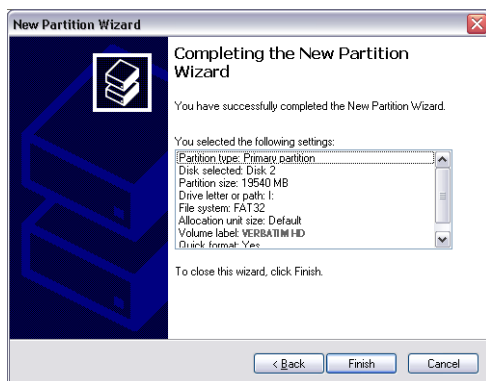 New Partition Wizard
Completing the New Partition
Wizard
You have successfully completed the New Partition Wizard.
You selected the following settings:
Partition type: Primary partition
Disk selected: Disk 2
Partition size: 19540 MB
Drive letter or path: I:
File system: FAT32
Allocation unit size: Default
Volume label: VERBATIM HD
Quick format: Yes
To close this wizard, click Finish.
< Back Finish Cancel